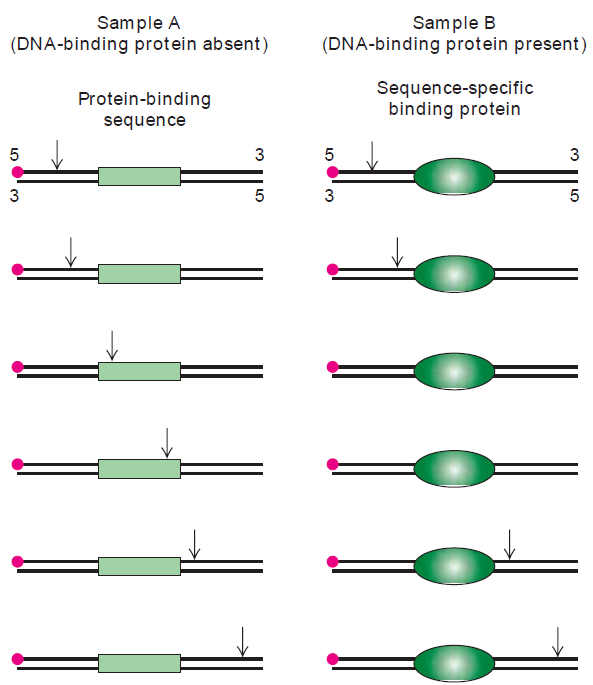 Sample A
(DNA-binding protein absent)
Sample B
(DNA-binding protein present)
Protein-binding
sequence
Sequence-specific
binding protein
5 3
3 5
5 3
3 5